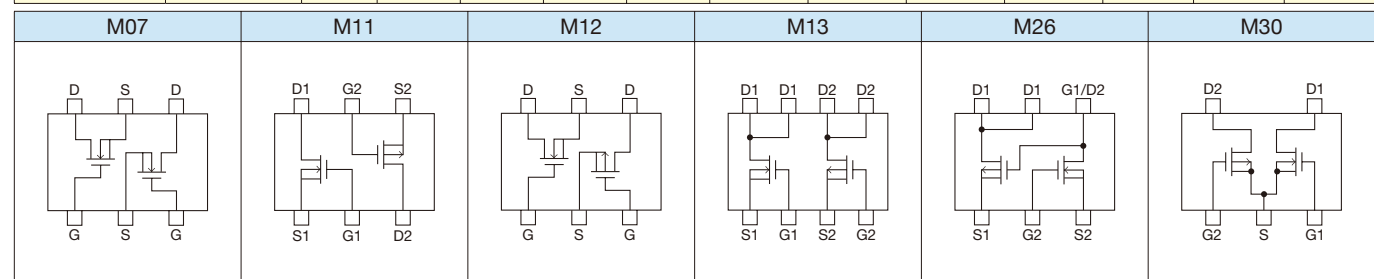 M07 M11 M12 M13 M26 M30
D S D D1 G2 S2 D S D D1 D1 D2 D2 D1 D1 G1/D2 D2 D1
G S G S1 G1 D2 G S G S1 G1 S2 G2 S1 G2 S2 G2 S G1